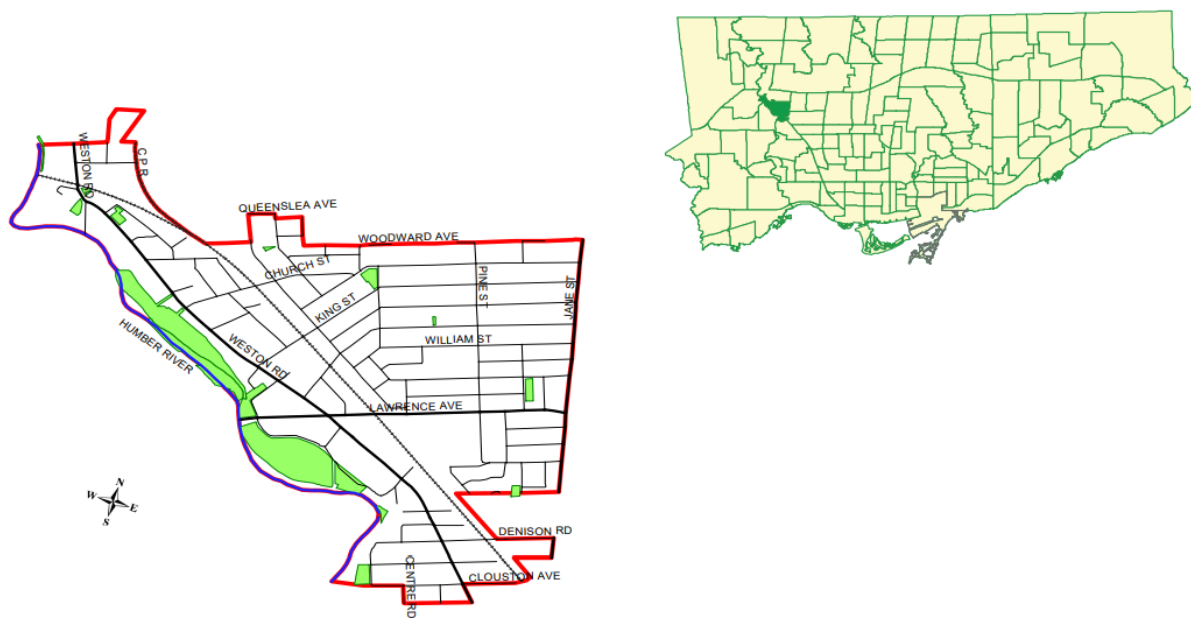 WESTON RD
C.P.R.
QUEENSLEA AVE
WOODWARD AVE
CHURCH ST
PINE ST
JANE ST
KING ST
HUMBER RIVER
WESTON RD
WILLIAM ST
LAWRENCE AVE
N
W
E
S
DENISON RD
CENTRE RD
CLOUSTON AVE